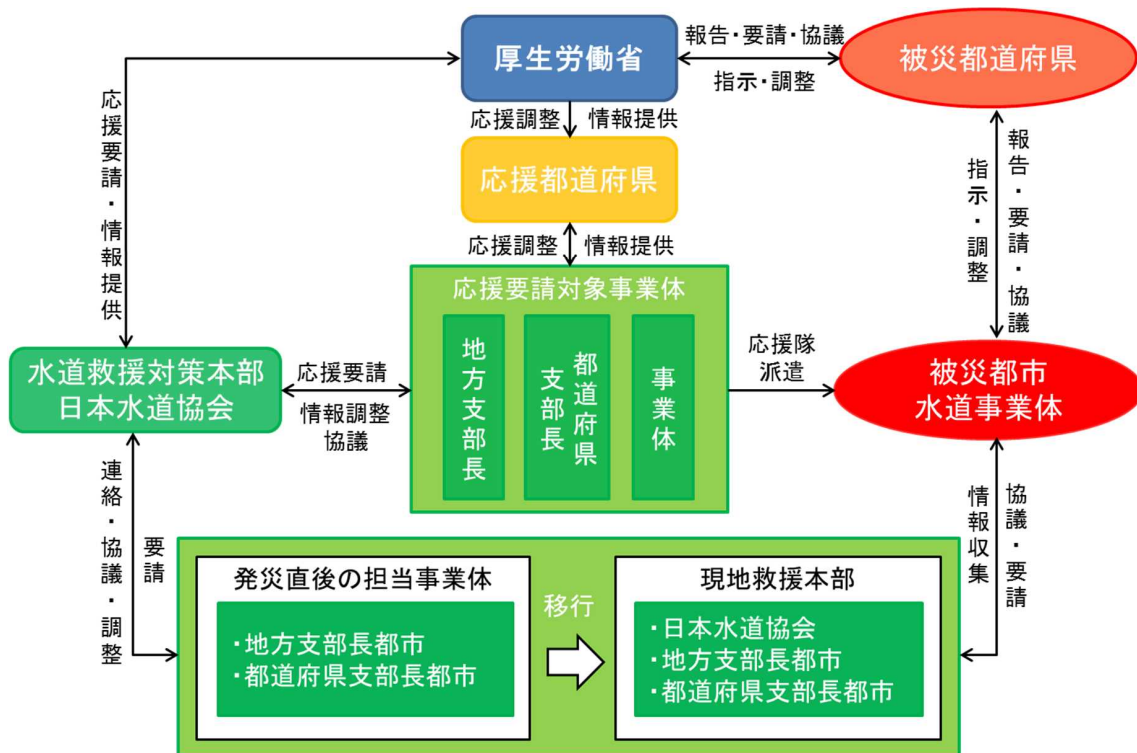 厚生労働省
報告・要請・協議
指示・調整
被災都道府県
応援調整
情報提供
応援都道府県
応援要請・情報提供
応援調整
情報提供
指示・調整
報告・要請・協議
応援要請対象事業体
地方支部長
都道府県
支部長
事業体
水道救援対策本部
日本水道協会
応援要請
情報調整
協議
応援隊
派遣
被災都市
水道事業体
連絡・協議・調整
要請
情報収集
協議・要請
発災直後の担当事業体
・地方支部長都市
・都道府県支部長都市
移行
現地救援本部
・日本水道協会
・地方支部長都市
・都道府県支部長都市